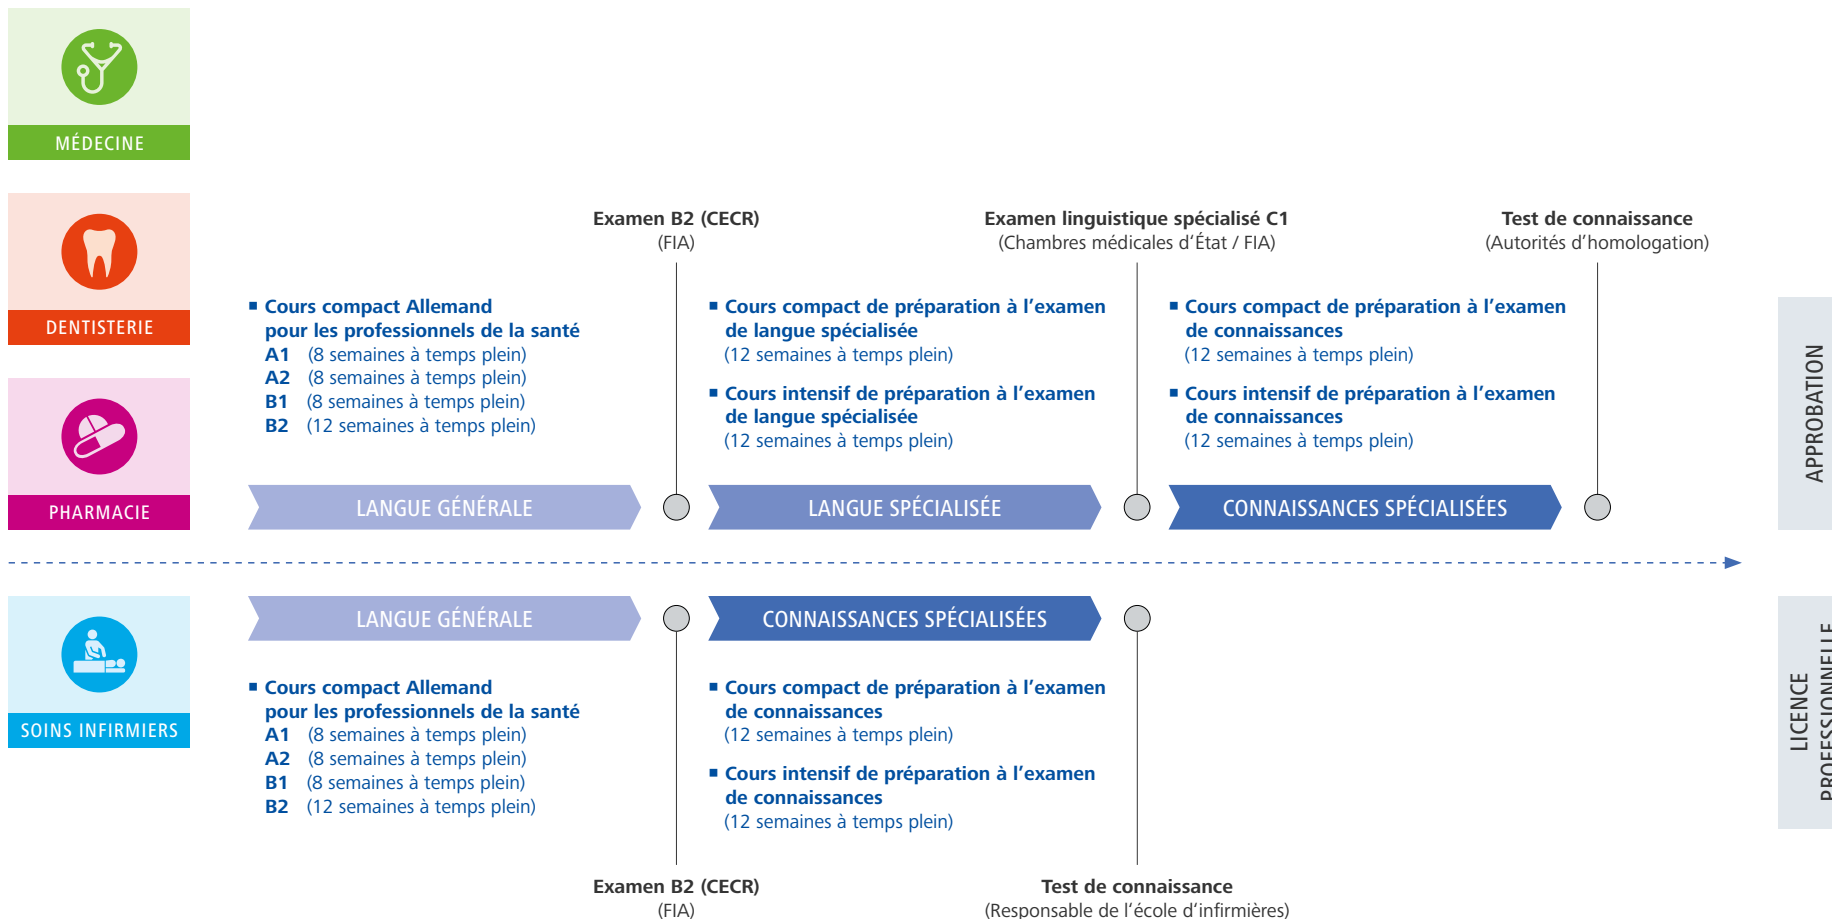 MÉDECINE
DENTISTERIE
PHARMACIE
Examen B2 (CECR)
(FIA)
Examen linguistique spécialisé C1
(Chambres médicales d‘État / FIA)
Test de connaissance
(Autorités d’homologation)
▪ Cours compact Allemand
pour les professionnels de la santé
A1 (8 semaines à temps plein)
A2 (8 semaines à temps plein)
B1 (8 semaines à temps plein)
B2 (12 semaines à temps plein)
▪ Cours compact de préparation à l’examen
de langue spécialisée
(12 semaines à temps plein)
▪ Cours intensif de préparation à l’examen
de langue spécialisée
(12 semaines à temps plein)
▪ Cours compact de préparation à l’examen
de connaissances
(12 semaines à temps plein)
▪ Cours intensif de préparation à l’examen
de connaissances
(12 semaines à temps plein)
LANGUE GÉNÉRALE
LANGUE SPÉCIALISÉE
CONNAISSANCES SPÉCIALISÉES
APPROBATION
SOINS INFIRMIERS
LANGUE GÉNÉRALE
CONNAISSANCES SPÉCIALISÉES
▪ Cours compact Allemand
pour les professionnels de la santé
A1 (8 semaines à temps plein)
A2 (8 semaines à temps plein)
B1 (8 semaines à temps plein)
B2 (12 semaines à temps plein)
▪ Cours compact de préparation à l’examen
de connaissances
(12 semaines à temps plein)
▪ Cours intensif de préparation à l’examen
de connaissances
(12 semaines à temps plein)
Examen B2 (CECR)
(FIA)
Test de connaissance
(Responsable de l‘école d‘infirmières)
LICENCE
PROFESSIONNELLE